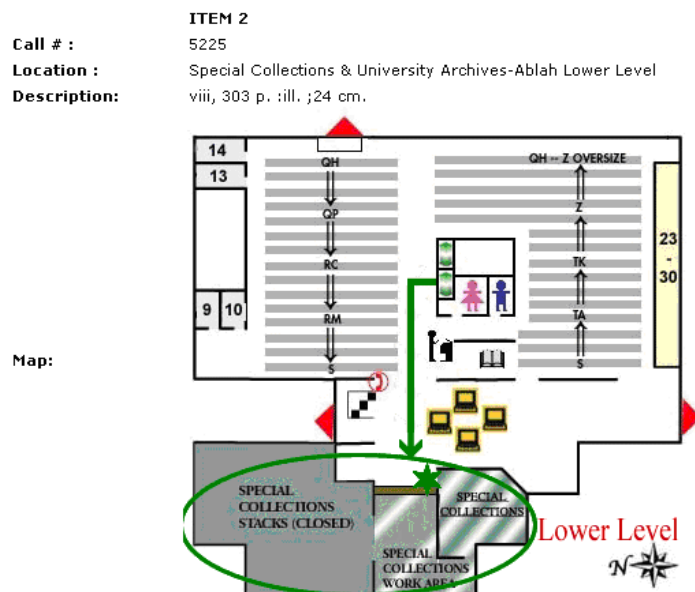 ITEM 2
Call # : 5225
Location : Special Collections & University Archives-Ablah Lower Level
Description: viii, 303 p. :ill. ;24 cm.
Map:
14
13
9 10
QH
QP
RC
RM
S
QH -- Z OVERSIZE
Z
TK
TA
S
23
-
30
SPECIAL
COLLECTIONS
STACKS (CLOSED)
SPECIAL
COLLECTIONS
WORK AREA
SPECIAL
COLLECTIONS
Lower Level
N